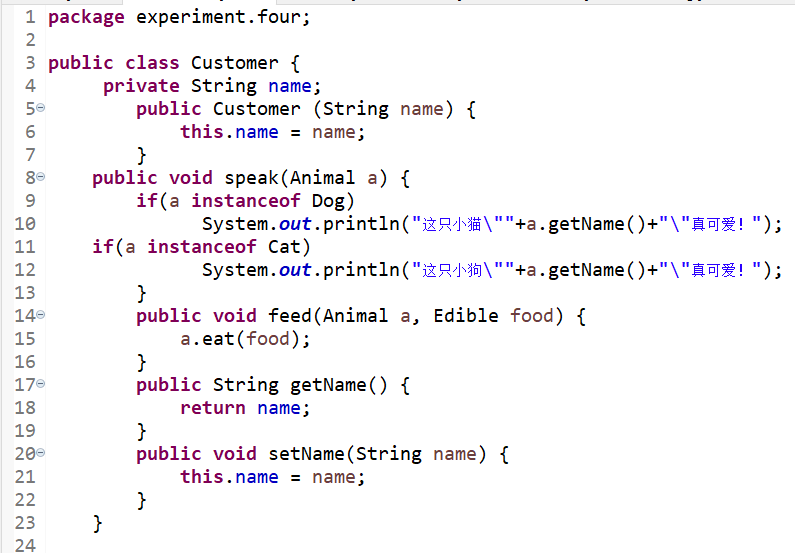 1 package experiment.four;
2
3 public class Customer {
4      private String name;
5         public Customer (String name) {
6             this.name = name;
7         }
8     public void speak(Animal a) {
9         if(a instanceof Dog)
10               System.out.println("这只小猫\""+a.getName()+"\"真可爱! ");
11     if(a instanceof Cat)
12               System.out.println("这只小狗\""+a.getName()+"\"真可爱! ");
13         }
14         public void feed(Animal a, Edible food) {
15             a.eat(food);
16         }
17         public String getName() {
18             return name;
19         }
20         public void setName(String name) {
21             this.name = name;
22         }
23     }
24